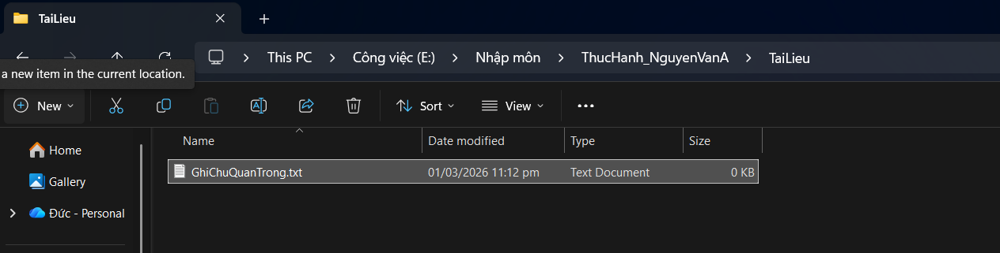 TaiLieu
This PC > Công việc (E:) > Nhập môn > ThucHanh_NguyenVanA > TaiLieu
a new item in the current location.
New
Sort
View
Name
Date modified
Type
Size
Home
GhiChuQuanTrong.txt
01/03/2026 11:12 pm
Text Document
0 KB
Gallery
Đức - Personal